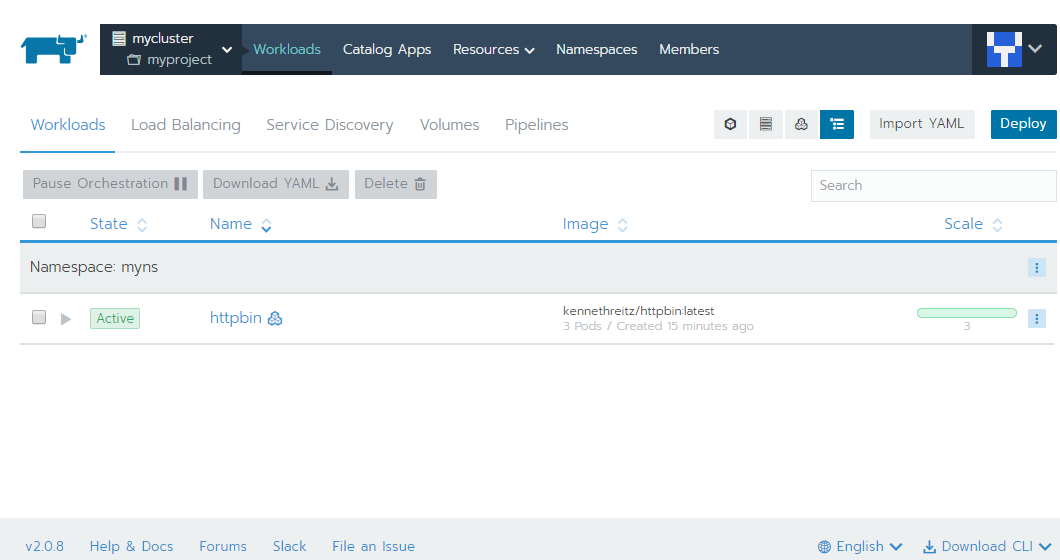 mycluster
myproject
Workloads Catalog Apps Resources Namespaces Members
Workloads Load Balancing Service Discovery Volumes Pipelines Import YAML Deploy
Pause Orchestration Download YAML Delete Search
State Name Image Scale
Namespace: myns
Active httpbin kennethreitz/httpbin:latest
3 Pods / Created 15 minutes ago 3
v2.0.8 Help & Docs Forums Slack File an Issue English Download CLI